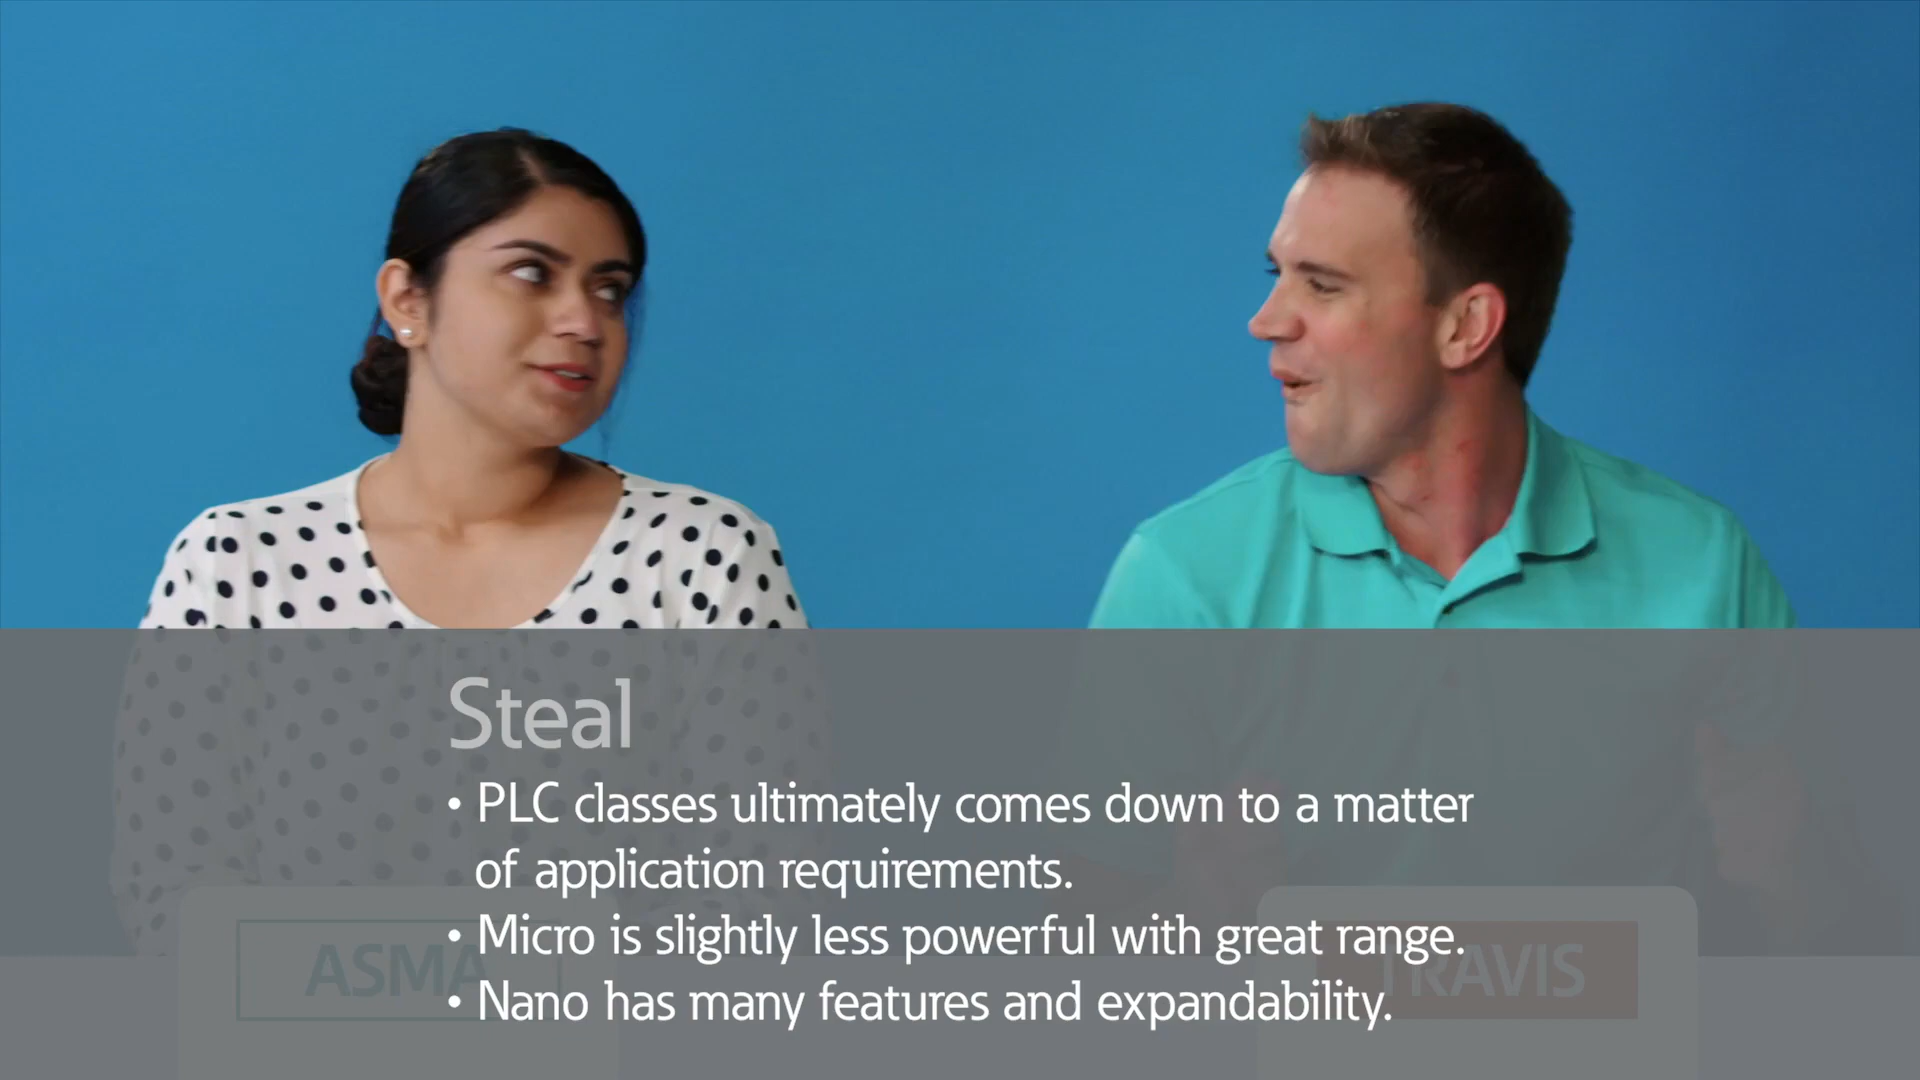 Steal
• PLC classes ultimately comes down to a matter
of application requirements.
• Micro is slightly less powerful with great range.
• Nano has many features and expandability.
ASMA
TRAVIS